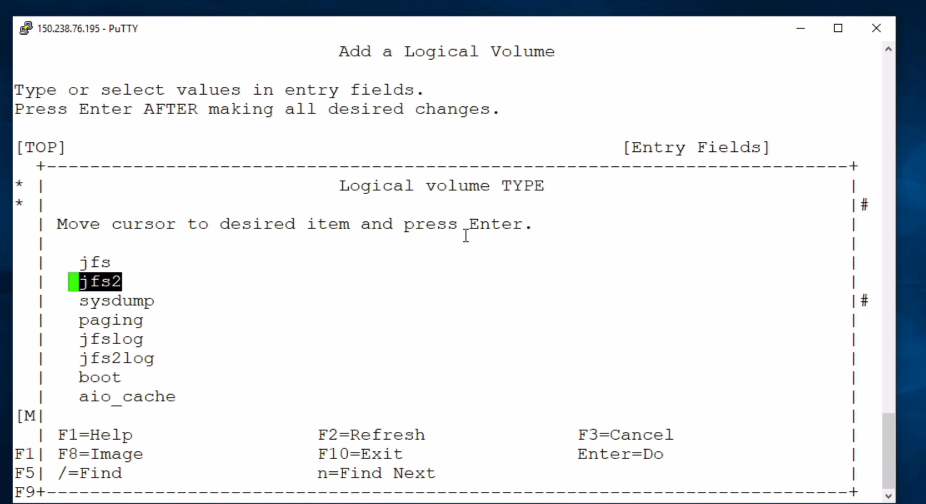 150.238.76.195 - PuTTY
Add a Logical Volume
Type or select values in entry fields.
Press Enter AFTER making all desired changes.
[TOP] [Entry Fields]
+--------------------------------------------------------------------------+
* | Logical volume TYPE |
* | |#
| Move cursor to desired item and press Enter. |
| |
| jfs |
| jfs2 |
| sysdump |#
| paging |
| jfslog |
| jfs2log |
| boot |
| aio_cache |
[M| |
| F1=Help F2=Refresh F3=Cancel |
F1| F8=Image F10=Exit Enter=Do |
F5| /=Find n=Find Next |
F9+--------------------------------------------------------------------------+